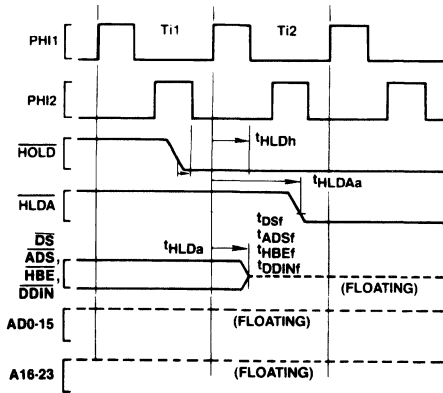 PHI1
Ti1
Ti2
PHI2
HOLD
tHLDh
HLDA
tHLDAa
DS
ADS,
HBE,
DDIN
tHLDa
tDSf
tADSf
tHBEf
tDDINf
(FLOATING)
AD0-15
(FLOATING)
A16-23
(FLOATING)